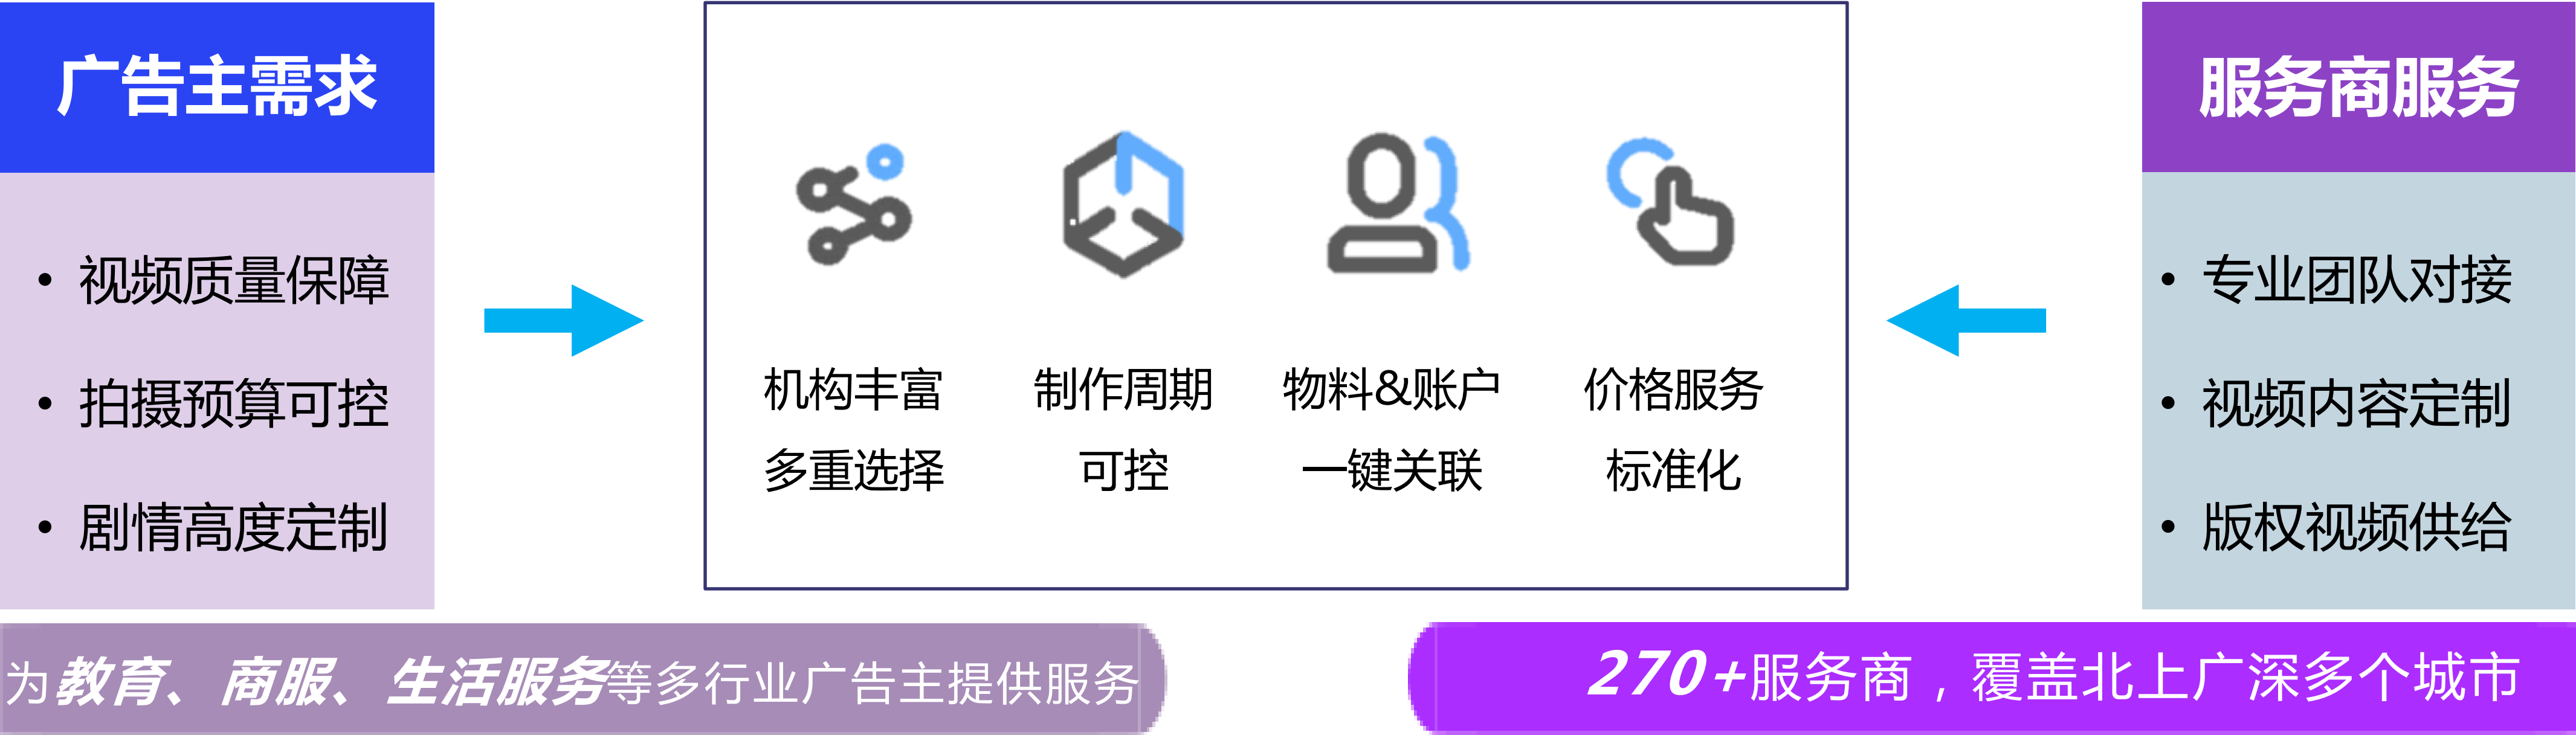 广告主需求
• 视频质量保障
• 拍摄预算可控
• 剧情高度定制
机构丰富
多重选择
制作周期
可控
物料&账户
一键关联
价格服务
标准化
服务商服务
• 专业团队对接
• 视频内容定制
• 版权视频供给
为教育、商服、生活服务等多行业广告主提供服务
270+服务商，覆盖北上广深多个城市